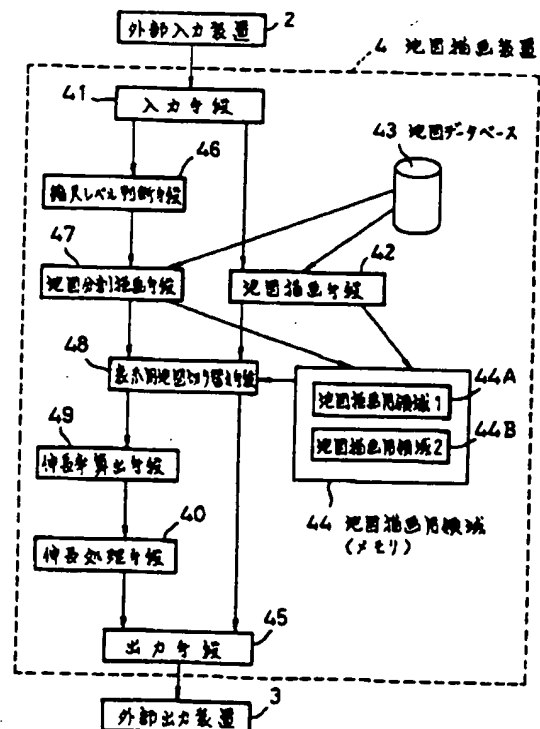 外部入力装置
2
4 地図描画装置
41
入力手段
43 地図データベース
46
縮尺レベル判断手段
47
地図分割描画手段
42
地図描画手段
48
表示用地図切り替え手段
44A
地図描画用領域1
44B
地図描画用領域2
49
伸長率算出手段
44 地図描画用領域
(メモリ)
40
伸長処理手段
45
出力手段
3
外部出力装置